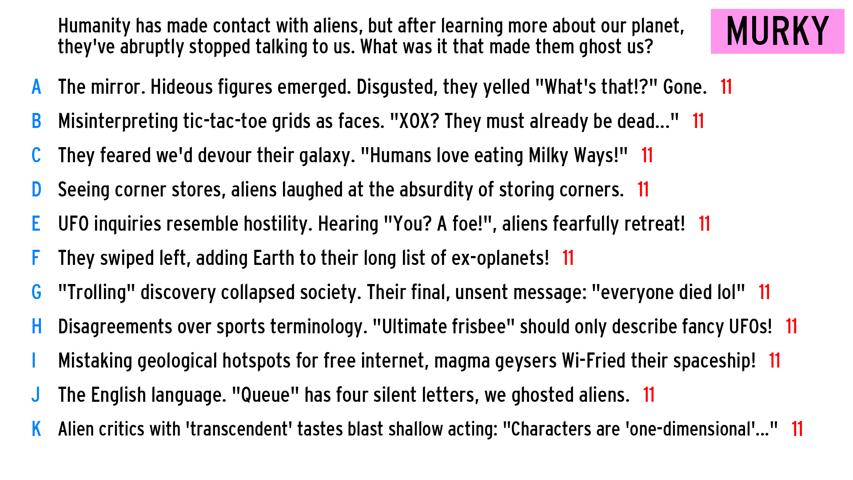 Humanity has made contact with aliens, but after learning more about our planet,
they've abruptly stopped talking to us. What was it that made them ghost us?
MURKY
A The mirror. Hideous figures emerged. Disgusted, they yelled "What's that!?" Gone. 11
B Misinterpreting tic-tac-toe grids as faces. "XOX? They must already be dead..." 11
C They feared we'd devour their galaxy. "Humans love eating Milky Ways!" 11
D Seeing corner stores, aliens laughed at the absurdity of storing corners. 11
E UFO inquiries resemble hostility. Hearing "You? A foe!", aliens fearfully retreat! 11
F They swiped left, adding Earth to their long list of ex-oplanets! 11
G "Trolling" discovery collapsed society. Their final, unsent message: "everyone died lol" 11
H Disagreements over sports terminology. "Ultimate frisbee" should only describe fancy UFOs! 11
I Mistaking geological hotspots for free internet, magma geysers Wi-Fried their spaceship! 11
J The English language. "Queue" has four silent letters, we ghosted aliens. 11
K Alien critics with 'transcendent' tastes blast shallow acting: "Characters are 'one-dimensional'..." 11